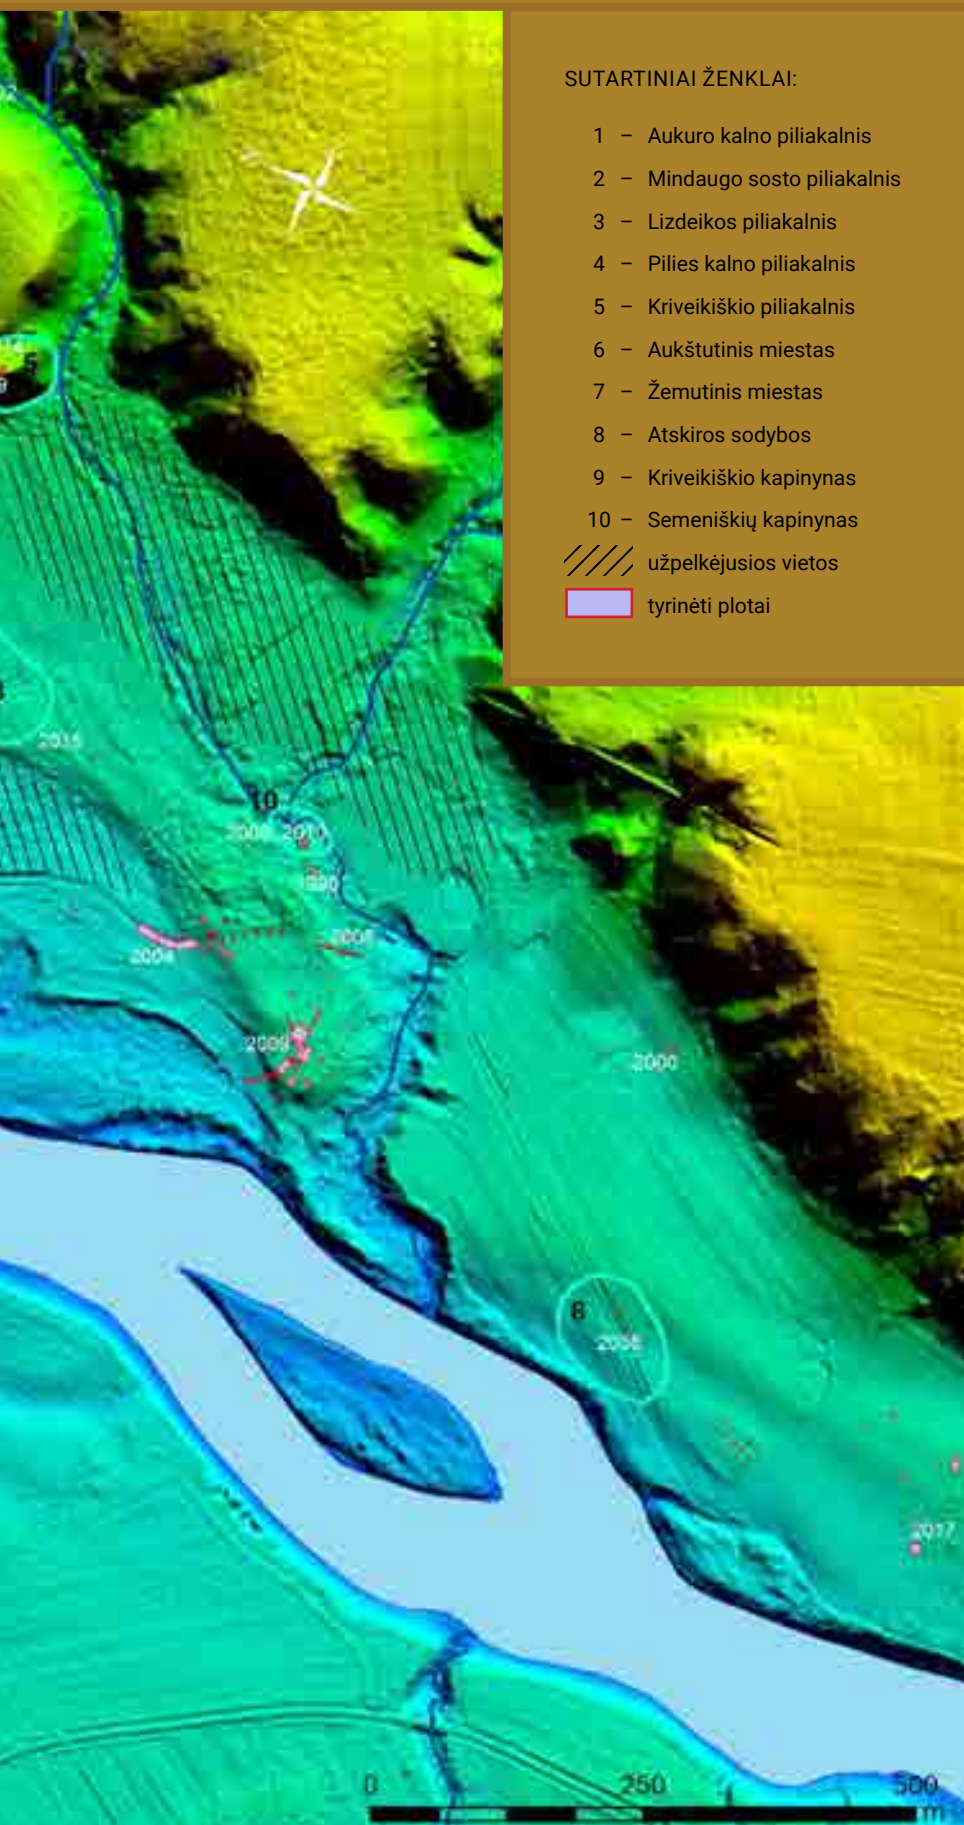 SUTARTINIAI ŽENKLAI:
1 – Aukuro kalno piliakalnis
2 – Mindaugo sosto piliakalnis
3 – Lizdeikos piliakalnis
4 – Pilies kalno piliakalnis
5 – Kriveikiškio piliakalnis
6 – Aukštutinis miestas
7 – Žemutinis miestas
8 – Atskiros sodybos
9 – Kriveikiškio kapinynas
10 – Semeniškių kapinynas
užpelkėjusios vietos
tyrinėti plotai
5
10
2010
2004
2009
2000
8
2017
0 250 500
m